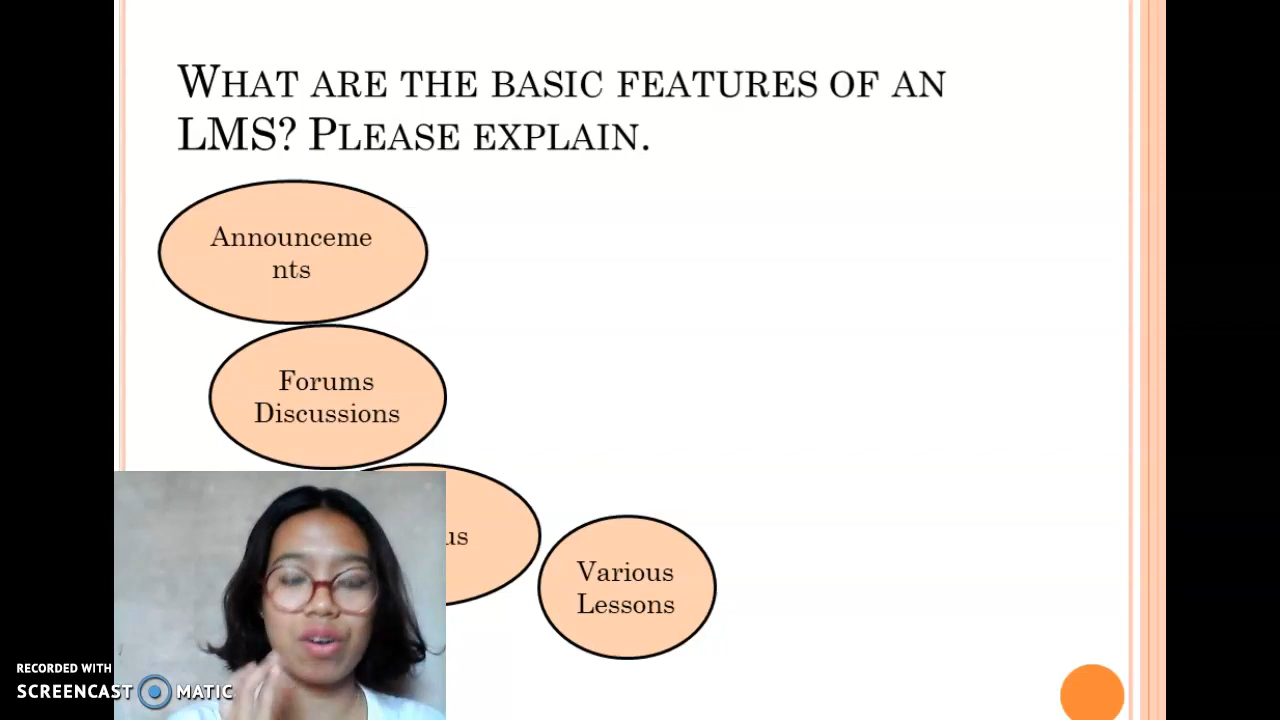 WHAT ARE THE BASIC FEATURES OF AN
LMS? PLEASE EXPLAIN.
Announceme
nts
Forums
Discussions
us
Various
Lessons
RECORDED WITH
SCREENCAST MATIC